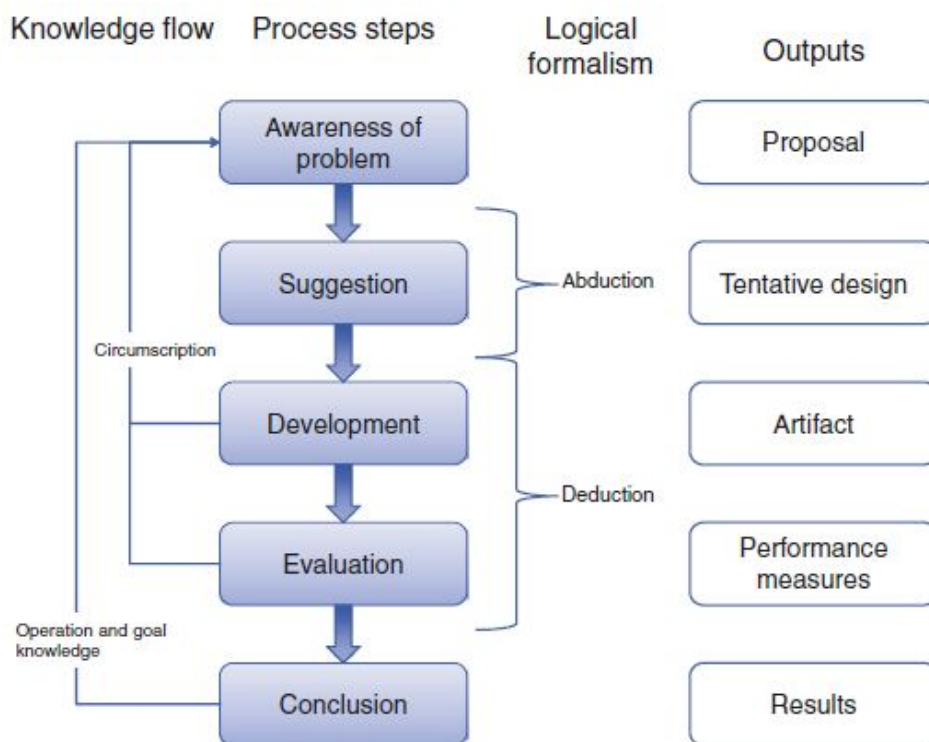 Knowledge flow
Process steps
Logical
formalism
Outputs
Awareness of
problem
Proposal
Suggestion
Abduction
Tentative design
Circumscription
Development
Artifact
Deduction
Evaluation
Performance
measures
Operation and goal
knowledge
Conclusion
Results